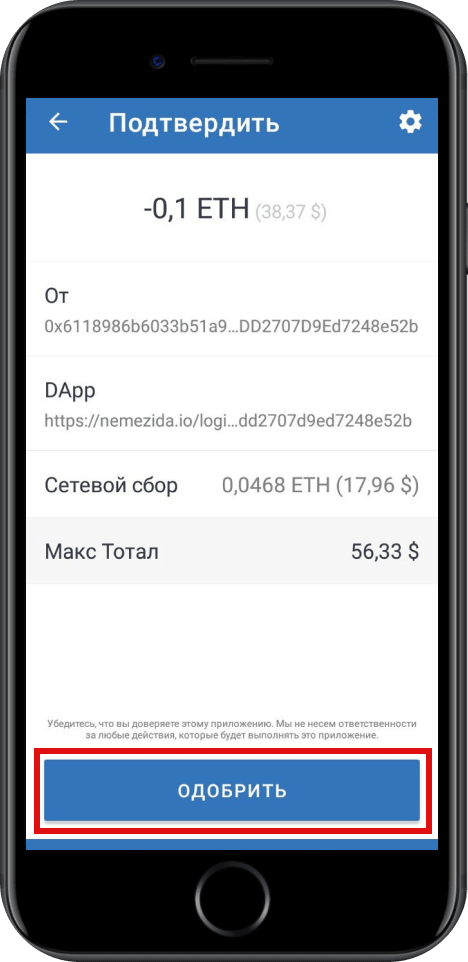 Подтвердить
-0,1 ETH (38,37 $)
От
0x6118986b6033b51a9...DD2707D9Ed7248e52b
DApp
https://nemezida.io/logi...dd2707d9ed7248e52b
Сетевой сбор 0,0468 ETH (17,96 $)
Макс Тотал 56,33 $
Убедитесь, что вы доверяете этому приложению. Мы не несем ответственности
за любые действия, которые будет выполнять это приложение.
ОДОБРИТЬ